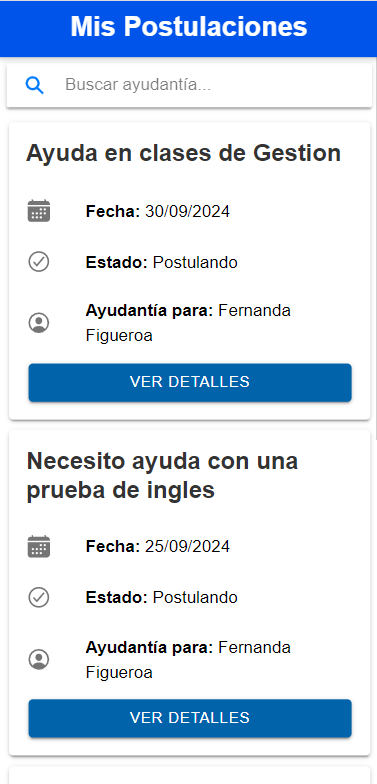 Mis Postulaciones
Buscar ayudantía...
Ayuda en clases de Gestion
Fecha: 30/09/2024
Estado: Postulando
Ayudantía para: Fernanda
Figueroa
VER DETALLES
Necesito ayuda con una
prueba de ingles
Fecha: 25/09/2024
Estado: Postulando
Ayudantía para: Fernanda
Figueroa
VER DETALLES